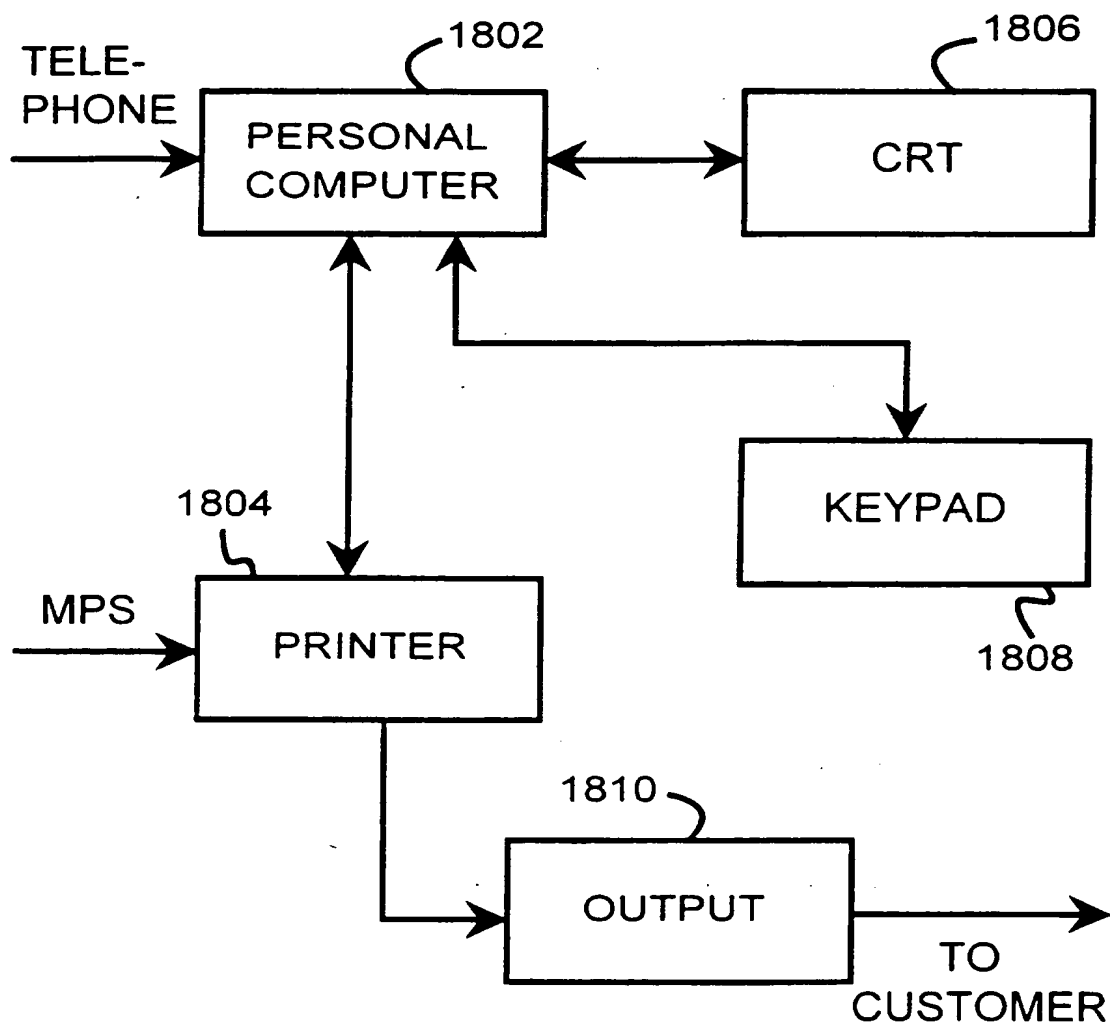 1802
1806
TELE-
PHONE
PERSONAL
COMPUTER
CRT
1804
KEYPAD
MPS
PRINTER
1808
1810
OUTPUT
TO
CUSTOMER